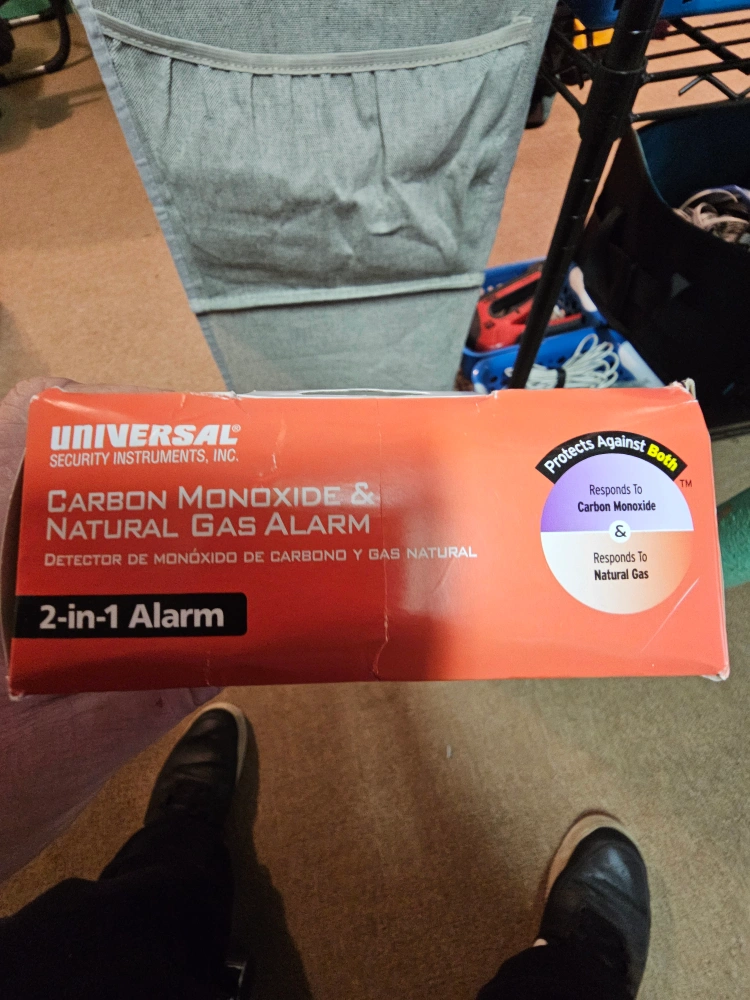 UNIVERSAL®
SECURITY INSTRUMENTS, INC.
CARBON MONOXIDE &
NATURAL GAS ALARM
DETECTOR DE MONÓXIDO DE CARBONO Y GAS NATURAL
2-in-1 Alarm
Protects Against Both
TM
Responds To
Carbon Monoxide
&
Responds To
Natural Gas